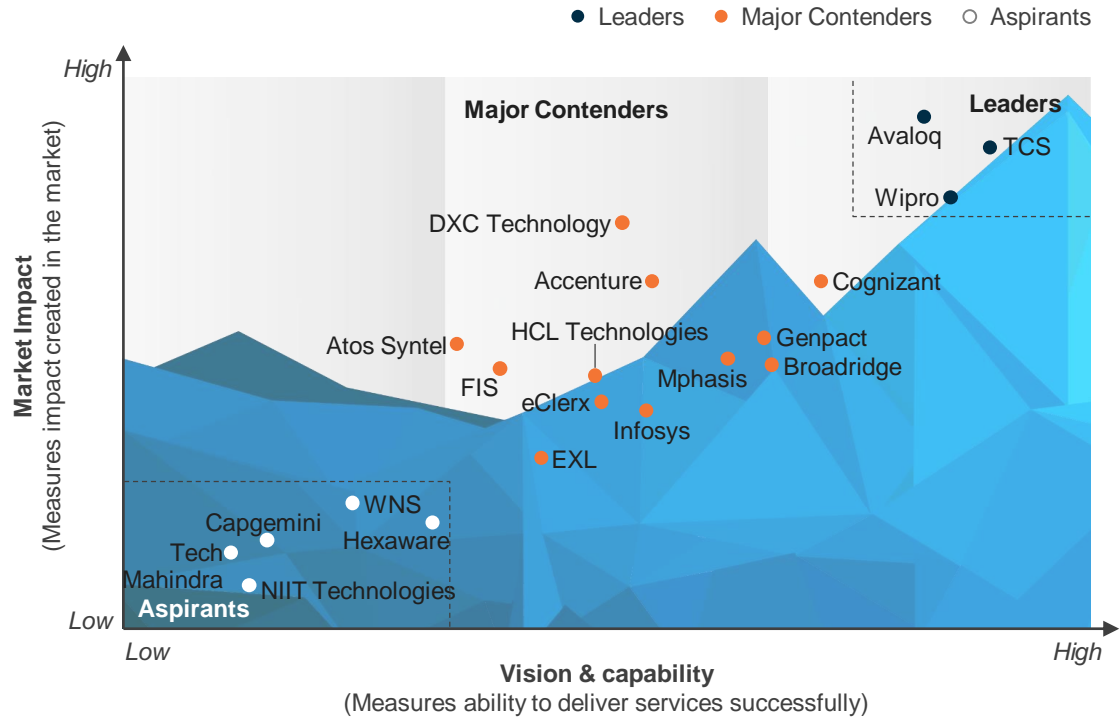 Leaders
Major Contenders
Aspirants
High
Major Contenders
Leaders
Avaloq
TCS
Wipro
DXC Technology
Accenture
Cognizant
HCL Technologies
Atos Syntel
Genpact
FIS
Mphasis
Broadridge
eClerx
Infosys
EXL
WNS
Capgemini
Hexaware
Tech
Mahindra
NIIT Technologies
Aspirants
Low
Market Impact
(Measures impact created in the market)
Low
High
Vision & capability
(Measures ability to deliver services successfully)